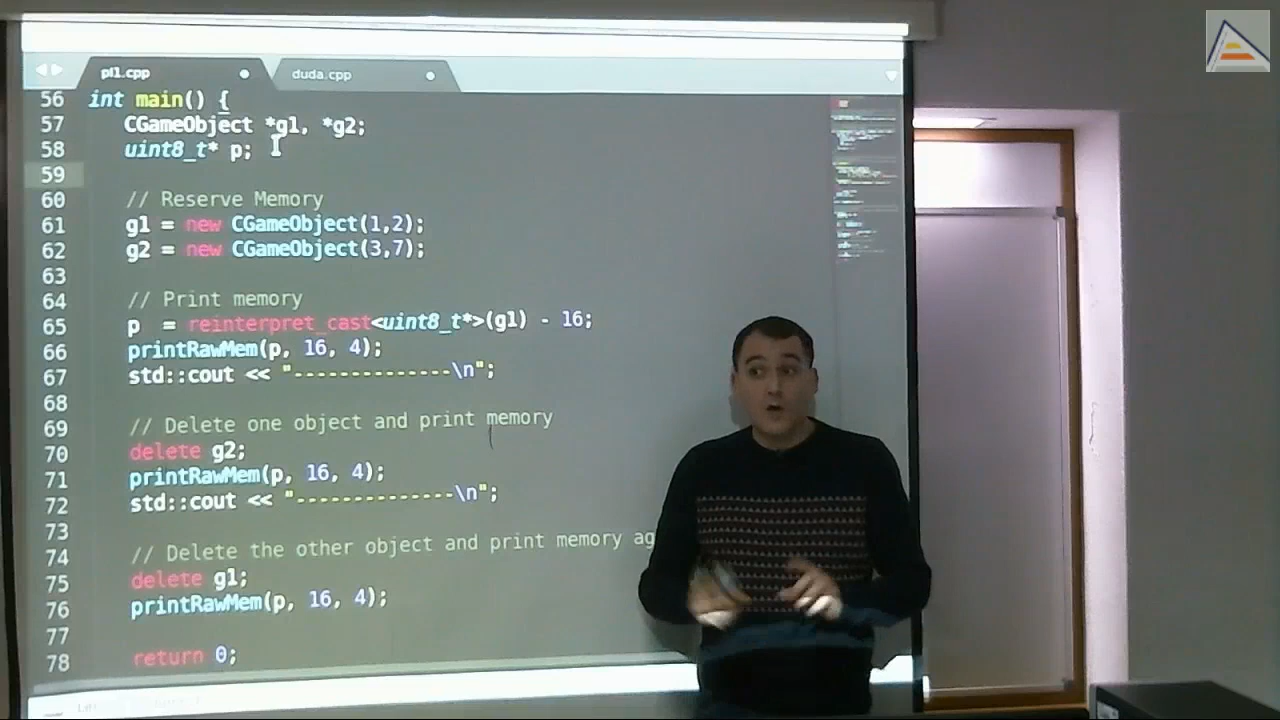 pl1.cpp
duda.cpp
56 int main() {
57 CGameObject *g1, *g2;
58 uint8_t* p;
59
60 // Reserve Memory
61 g1 = new CGameObject(1,2);
62 g2 = new CGameObject(3,7);
63
64 // Print memory
65 p = reinterpret_cast<uint8_t*>(g1) - 16;
66 printRawMem(p, 16, 4);
67 std::cout << "--------------\n";
68
69 // Delete one object and print memory
70 delete g2;
71 printRawMem(p, 16, 4);
72 std::cout << "--------------\n";
73
74 // Delete the other object and print memory ag
75 delete g1;
76 printRawMem(p, 16, 4);
77
78 return 0;